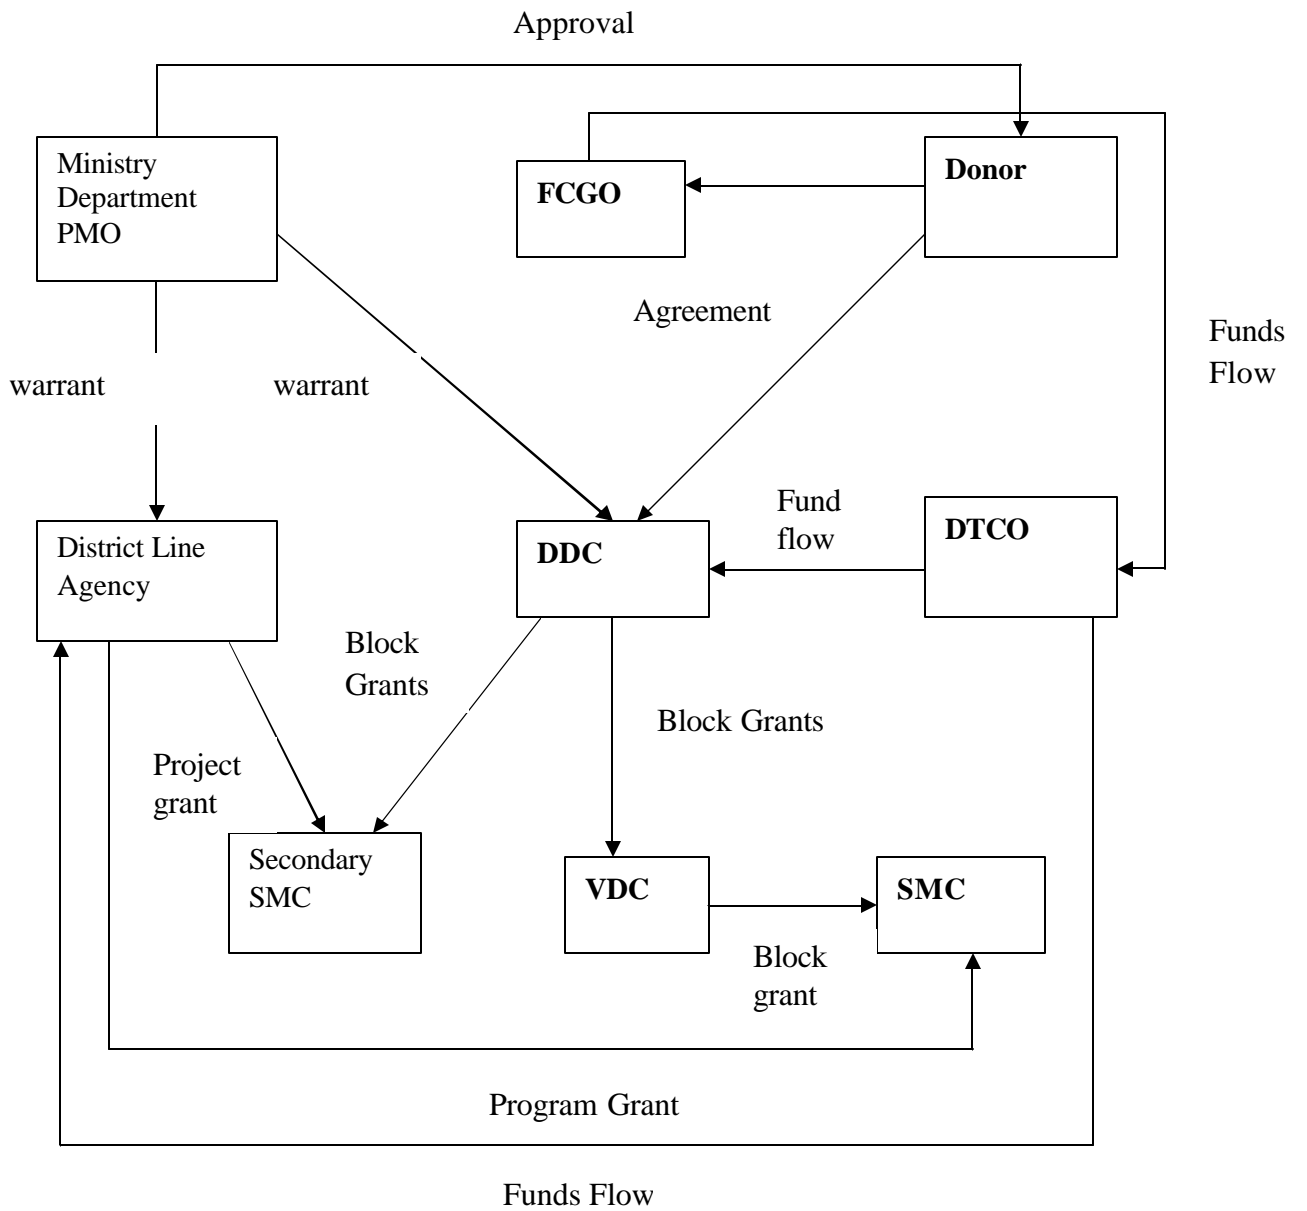 Approval
Ministry
Department
PMO
FCGO
Donor
Agreement
Funds
Flow
warrant
warrant
District Line
Agency
DDC
Fund
flow
DTCO
Block
Grants
Block Grants
Project
grant
Secondary
SMC
VDC
SMC
Block
grant
Program Grant
Funds Flow